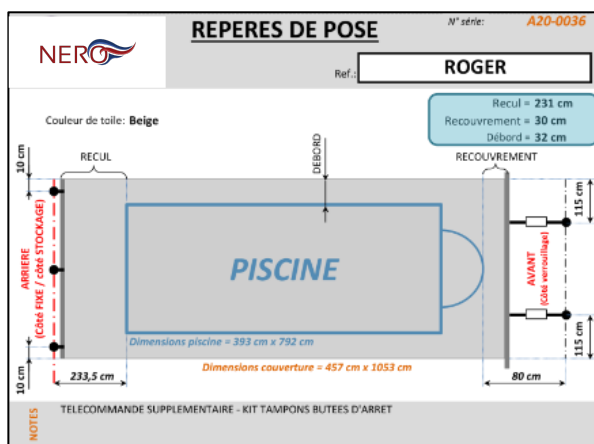 REPERES DE POSE
N° série:
A20-0036
NERO
Ref.:
ROGER
Recul = 231 cm
Recouvrement = 30 cm
Débord = 32 cm
Couleur de toile: Beige
10 cm
RECUL
DEBORD
RECOUVREMENT
115 cm
ARRIERE
(Côté FIXE / côté STOCKAGE)
PISCINE
AVANT
(Côté verrouillage)
Dimensions piscine = 393 cm x 792 cm
115 cm
Dimensions couverture = 457 cm x 1053 cm
10 cm
233,5 cm
80 cm
NOTES
TELECOMMANDE SUPPLEMENTAIRE - KIT TAMPONS BUTEES D'ARRET